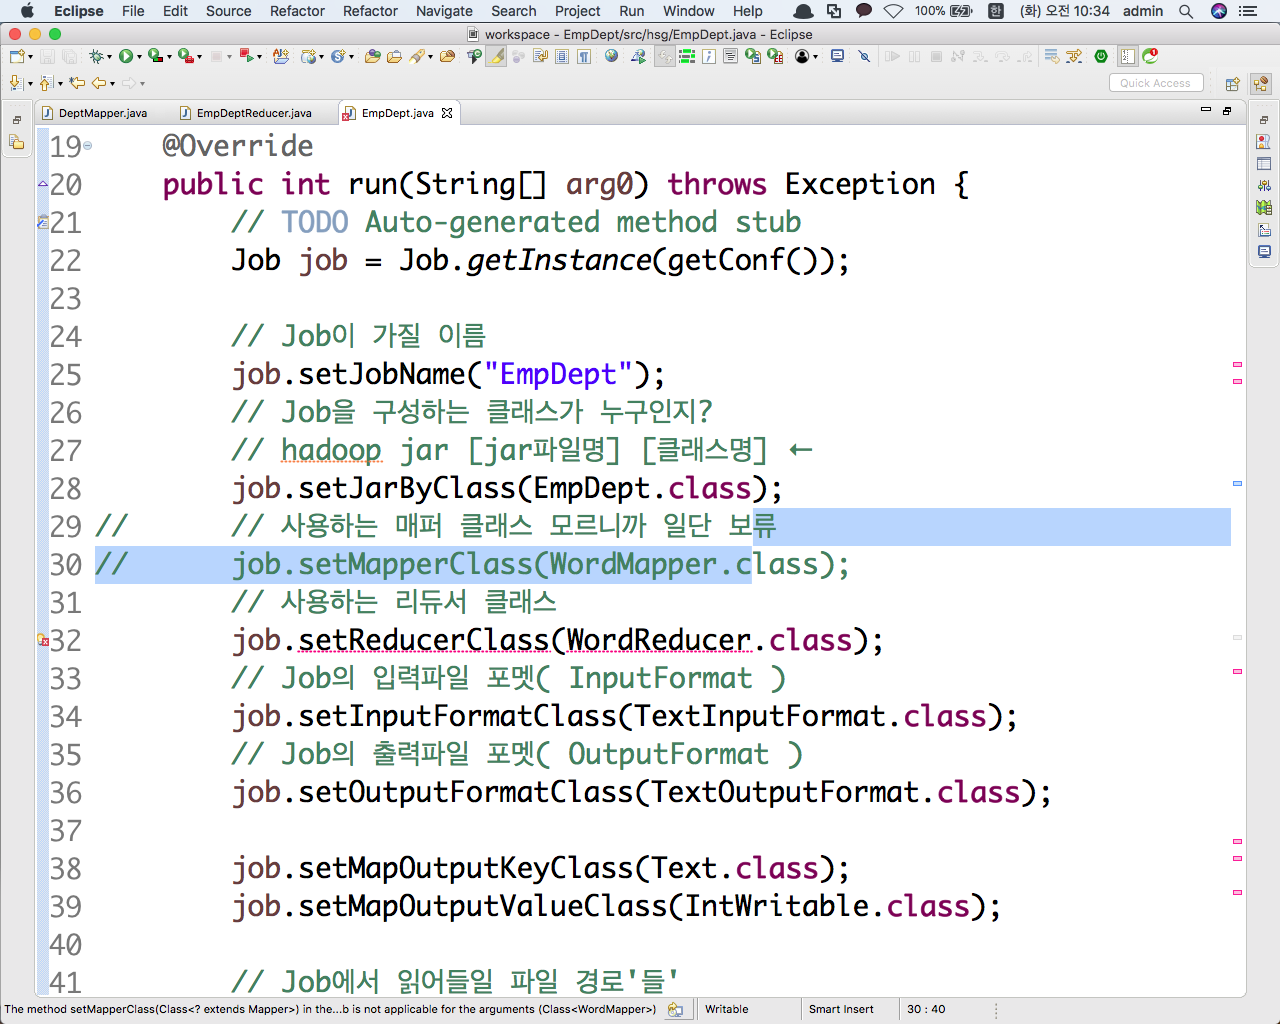 Eclipse File Edit Source Refactor Refactor Navigate Search Project Run Window Help 100% 한 (화) 오전 10:34 admin
workspace - EmpDept/src/hsg/EmpDept.java - Eclipse
Quick Access
DeptMapper.java EmpDeptReducer.java EmpDept.java
19 @Override
20 public int run(String[] arg0) throws Exception {
21 // TODO Auto-generated method stub
22 Job job = Job.getInstance(getConf());
23
24 // Job이 가질 이름
25 job.setJobName("EmpDept");
26 // Job을 구성하는 클래스가 누구인지?
27 // hadoop jar [jar파일명] [클래스명] ←
28 job.setJarByClass(EmpDept.class);
29 // // 사용하는 매퍼 클래스 모르니까 일단 보류
30 // job.setMapperClass(WordMapper.class);
31 // 사용하는 리듀서 클래스
32 job.setReducerClass(WordReducer.class);
33 // Job의 입력파일 포멧( InputFormat )
34 job.setInputFormatClass(TextInputFormat.class);
35 // Job의 출력파일 포멧( OutputFormat )
36 job.setOutputFormatClass(TextOutputFormat.class);
37
38 job.setMapOutputKeyClass(Text.class);
39 job.setMapOutputValueClass(IntWritable.class);
40
41 // Job에서 읽어들일 파일 경로'들'
The method setMapperClass(Class<? extends Mapper>) in the...b is not applicable for the arguments (Class<WordMapper>) Writable Smart Insert 30 : 40